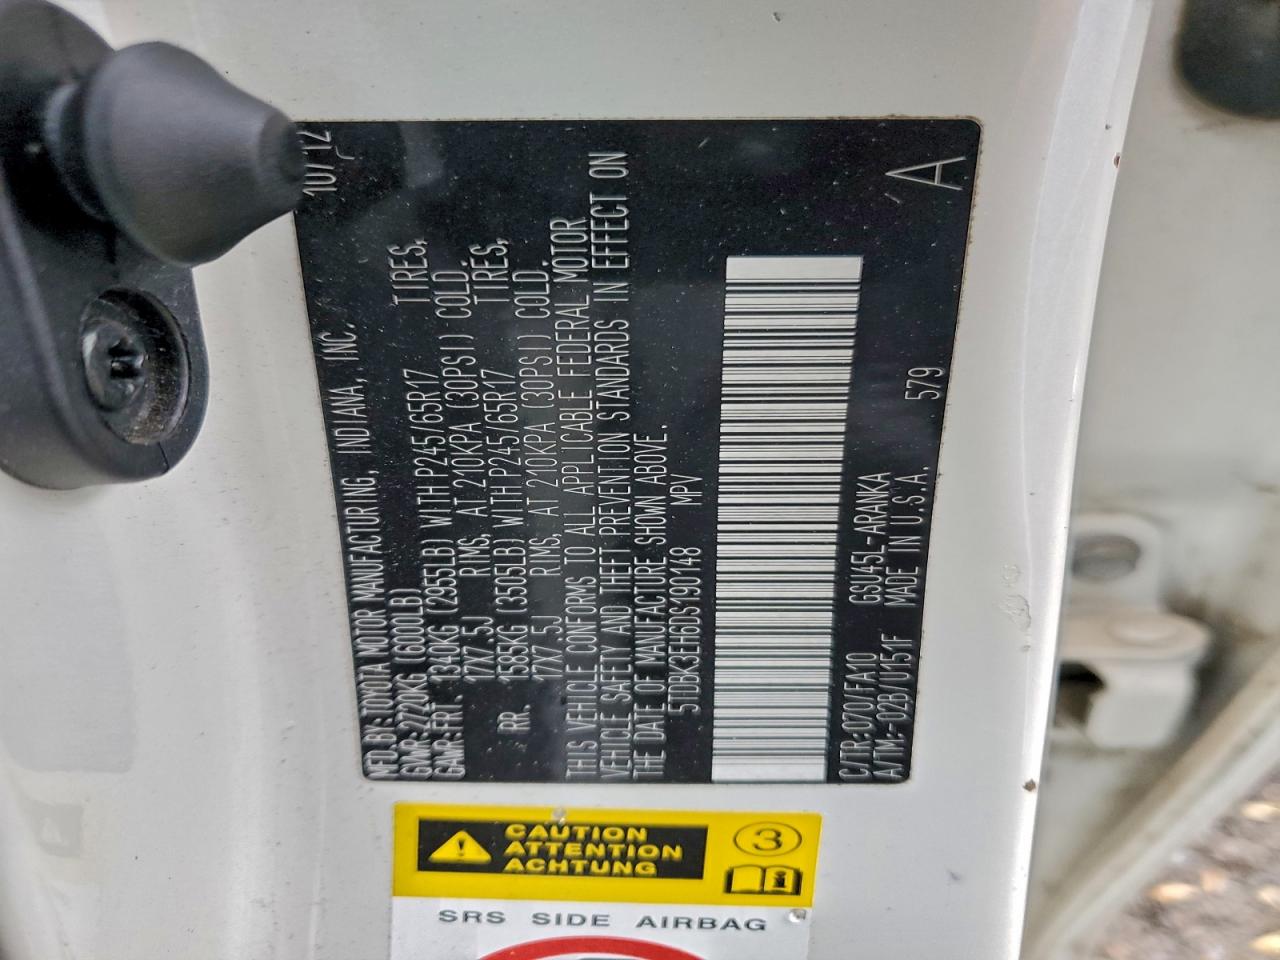 MFD.BY: TOYOTA MOTOR MANUFACTURING, INDIANA, INC. 10/12
GVWR: 2720KG (6000LB)
GAWR: FRT. 1340KG (2955LB) WITH P245/65R17 TIRES,
17X7.5J RIMS, AT 210KPA (30PSI) COLD.
RR. 1585KG (3505LB) WITH P245/65R17 TIRES,
17X7.5J RIMS, AT 210KPA (30PSI) COLD.
THIS VEHICLE CONFORMS TO ALL APPLICABLE FEDERAL MOTOR
VEHICLE SAFETY AND THEFT PREVENTION STANDARDS IN EFFECT ON
THE DATE OF MANUFACTURE SHOWN ABOVE.
5TDBK3EH6DS190148 MPV
C/TR: 070/FA10 GSU45L-ARANKA
A/TM: -02B/U151F MADE IN U.S.A. 579 A
CAUTION
ATTENTION
ACHTUNG
3
SRS SIDE AIRBAG